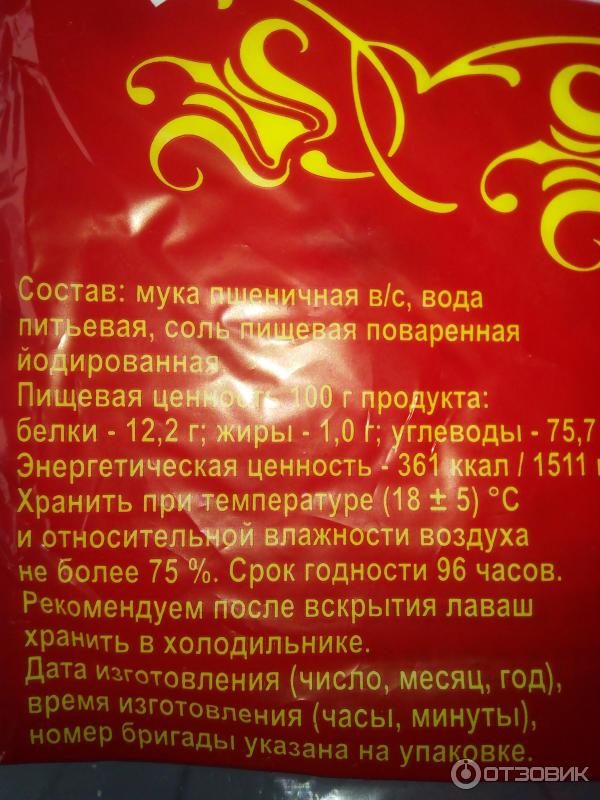 Состав: мука пшеничная в/с, вода
питьевая, соль пищевая поваренная
йодированная
Пищевая ценность 100 г продукта:
белки - 12,2 г; жиры - 1,0 г; углеводы - 75,7
Энергетическая ценность - 361 ккал / 1511
Хранить при температуре (18 ± 5) °С
и относительной влажности воздуха
не более 75 %. Срок годности 96 часов.
Рекомендуем после вскрытия лаваш
хранить в холодильнике.
Дата изготовления (число, месяц, год),
время изготовления (часы, минуты),
номер бригады указана на упаковке.
ОТЗОВИК